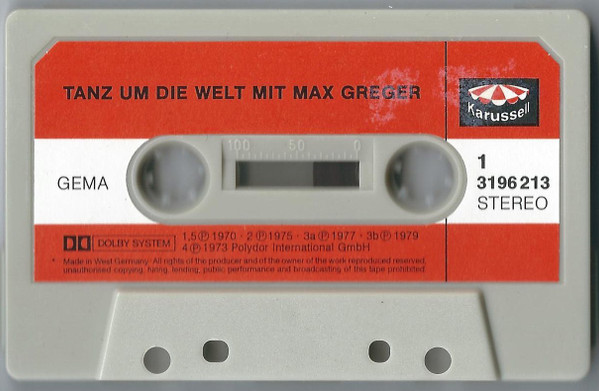 TANZ UM DIE WELT MIT MAX GREGER
Karussell
100 50 0
1
GEMA
3196 213
STEREO
DOLBY SYSTEM
1,5 Ⓟ 1970 · 2 Ⓟ 1975 · 3a Ⓟ 1977 · 3b Ⓟ 1979
4 Ⓟ 1973 Polydor International GmbH
Made in West Germany · All rights of the producer and of the owner of the work reproduced reserved,
unauthorised copying, hiring, lending, public performance and broadcasting of this tape prohibited.